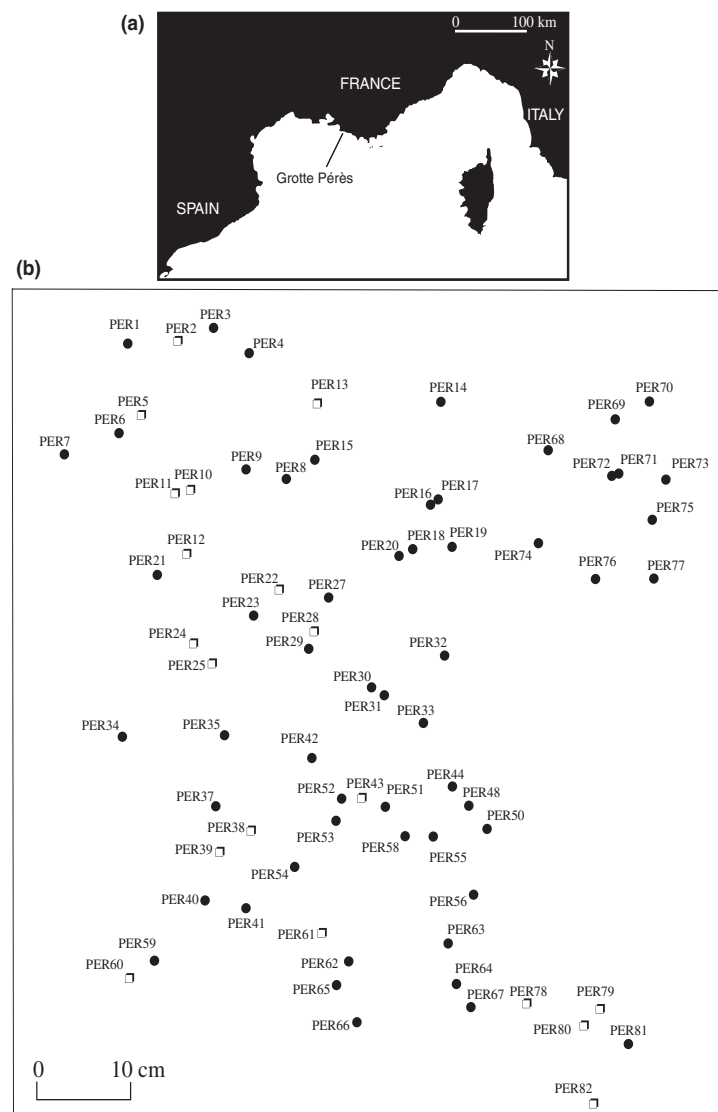 (a)
0 100 km
N
FRANCE
ITALY
Grotte Pérès
SPAIN
(b)
PER3
PER1 PER2
PER4
PER13 PER14 PER70
PER5 PER69
PER6
PER7 PER68
PER15
PER9 PER8 PER72 PER71 PER73
PER11 PER10
PER16 PER17
PER75
PER12 PER20 PER18 PER19 PER74
PER21 PER76 PER77
PER22 PER27
PER23
PER28
PER24 PER29 PER32
PER25
PER30
PER31
PER33
PER34 PER35
PER42
PER44
PER52 PER43 PER51 PER48
PER37
PER50
PER38
PER53 PER58
PER39 PER55
PER54
PER40 PER56
PER41
PER61 PER63
PER59
PER60 PER62
PER64
PER65 PER67 PER78 PER79
PER66 PER80 PER81
0 10 cm
PER82